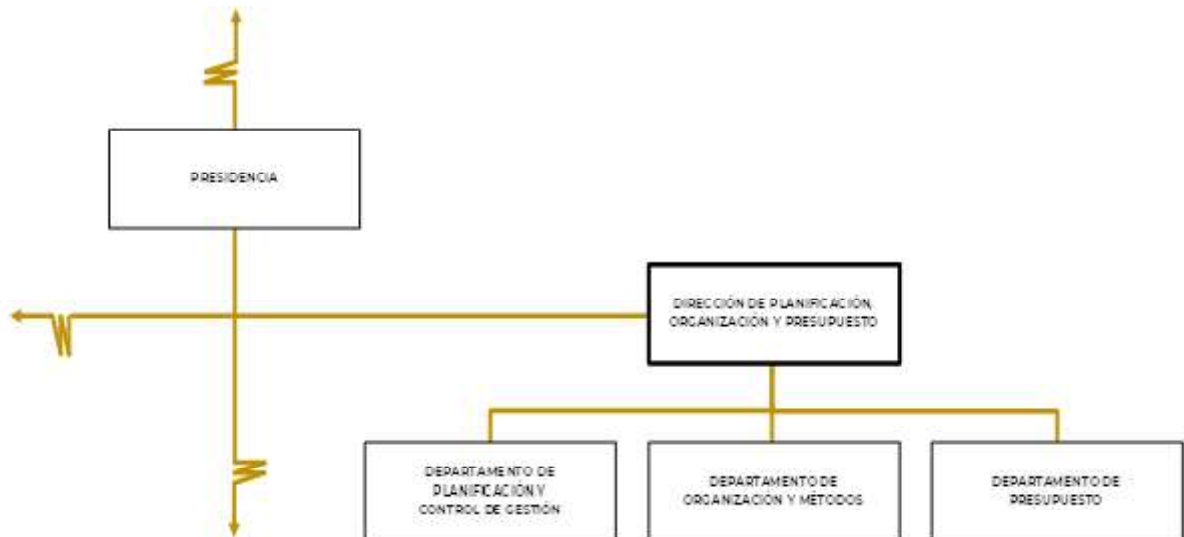 PRESIDENCIA
DIRECCIÓN DE PLANIFICACIÓN,
ORGANIZACIÓN Y PRESUPUESTO
DEPARTAMENTO DE
PLANIFICACIÓN Y
CONTROL DE GESTIÓN
DEPARTAMENTO DE
ORGANIZACIÓN Y MÉTODOS
DEPARTAMENTO DE
PRESUPUESTO